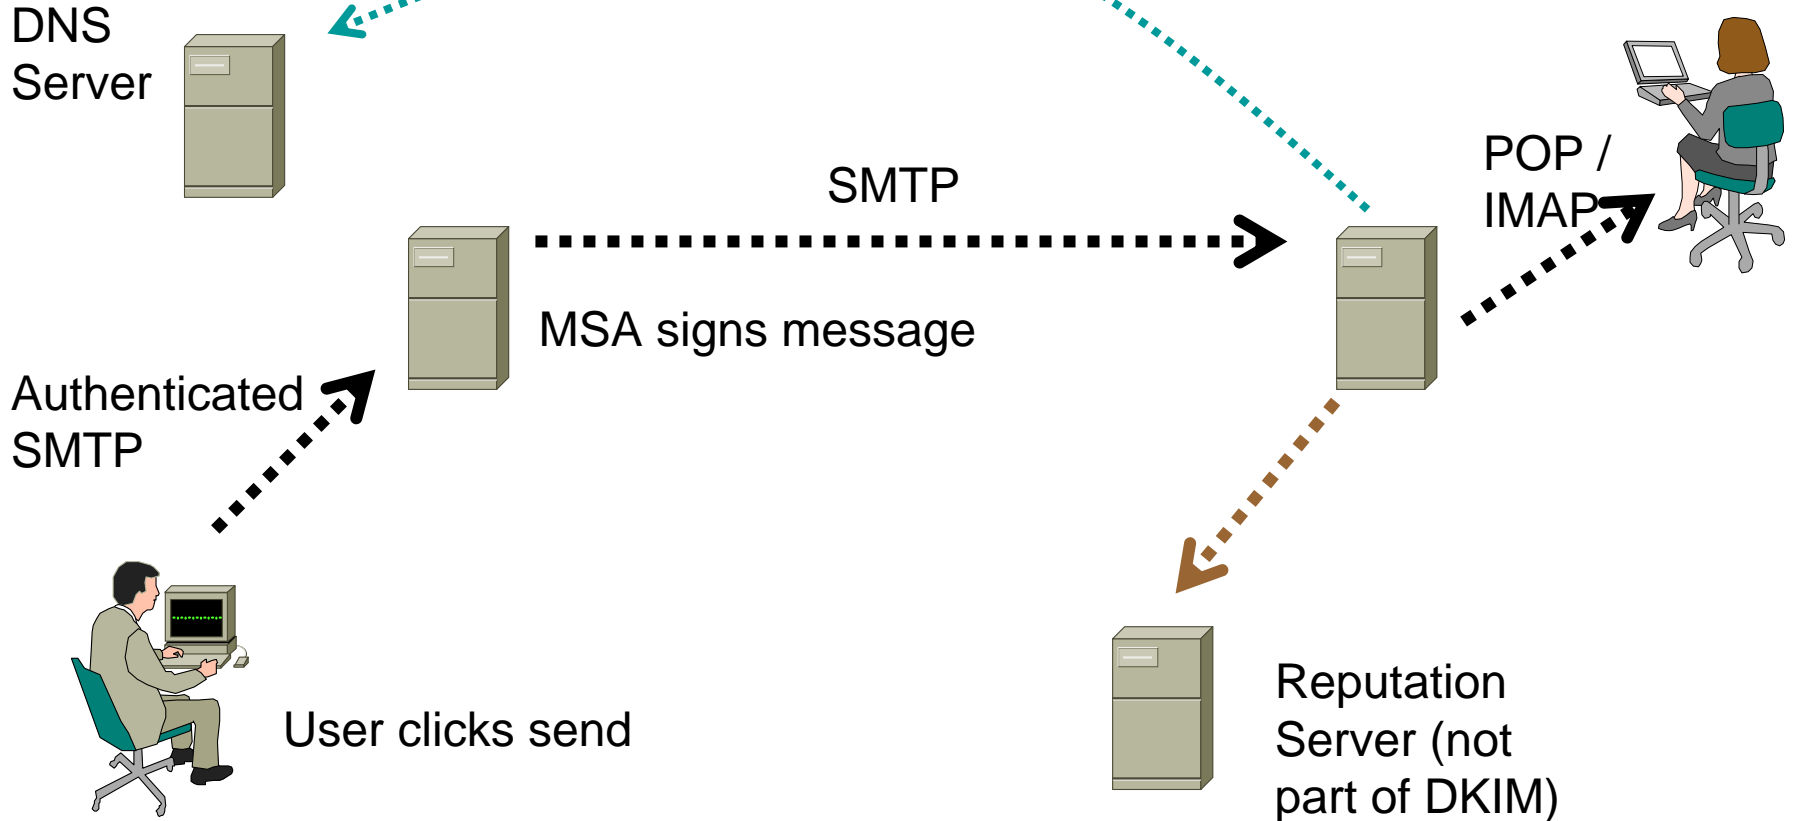 DNS
Server
SMTP
POP /
IMAP
MSA signs message
Authenticated
SMTP
User clicks send
Reputation
Server (not
part of DKIM)